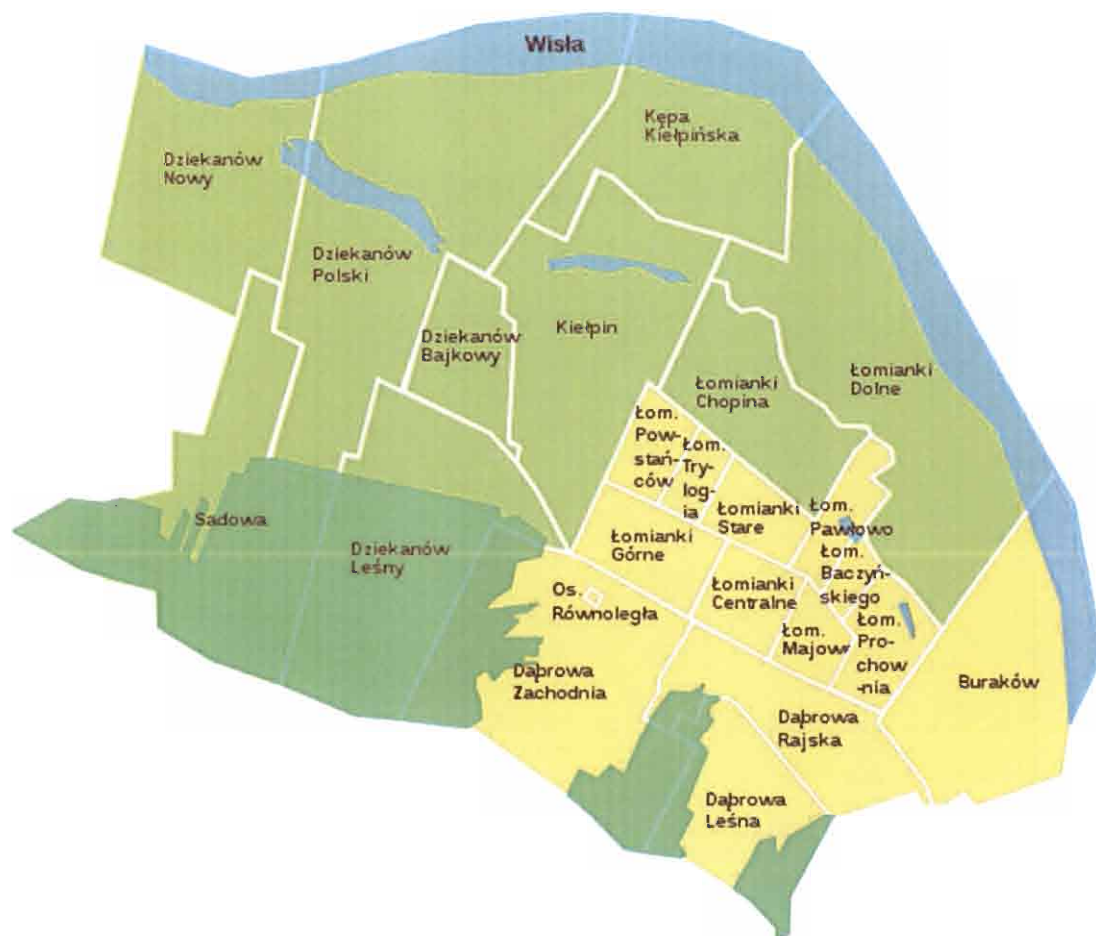 Wisła
Kępa
Kiełpińska
Dziekanów
Nowy
Dziekanów
Polski
Dziekanów
Bajkowy
Kiełpin
Łomianki
Dolne
Łomianki
Chopina
Łom.
Pow-
stań-
ców
Łom.
Try-
log-
ia
Łomianki
Stare
Łom.
Pawłowo
Łom.
Baczyń-
skiego
Łomianki
Górne
Łomianki
Centralne
Łom.
Majowe
Łom.
Pro-
chow
-nia
Sadowa
Dziekanów
Leśny
Os.
Równoległa
Dąbrowa
Zachodnia
Buraków
Dąbrowa
Rajska
Dąbrowa
Leśna